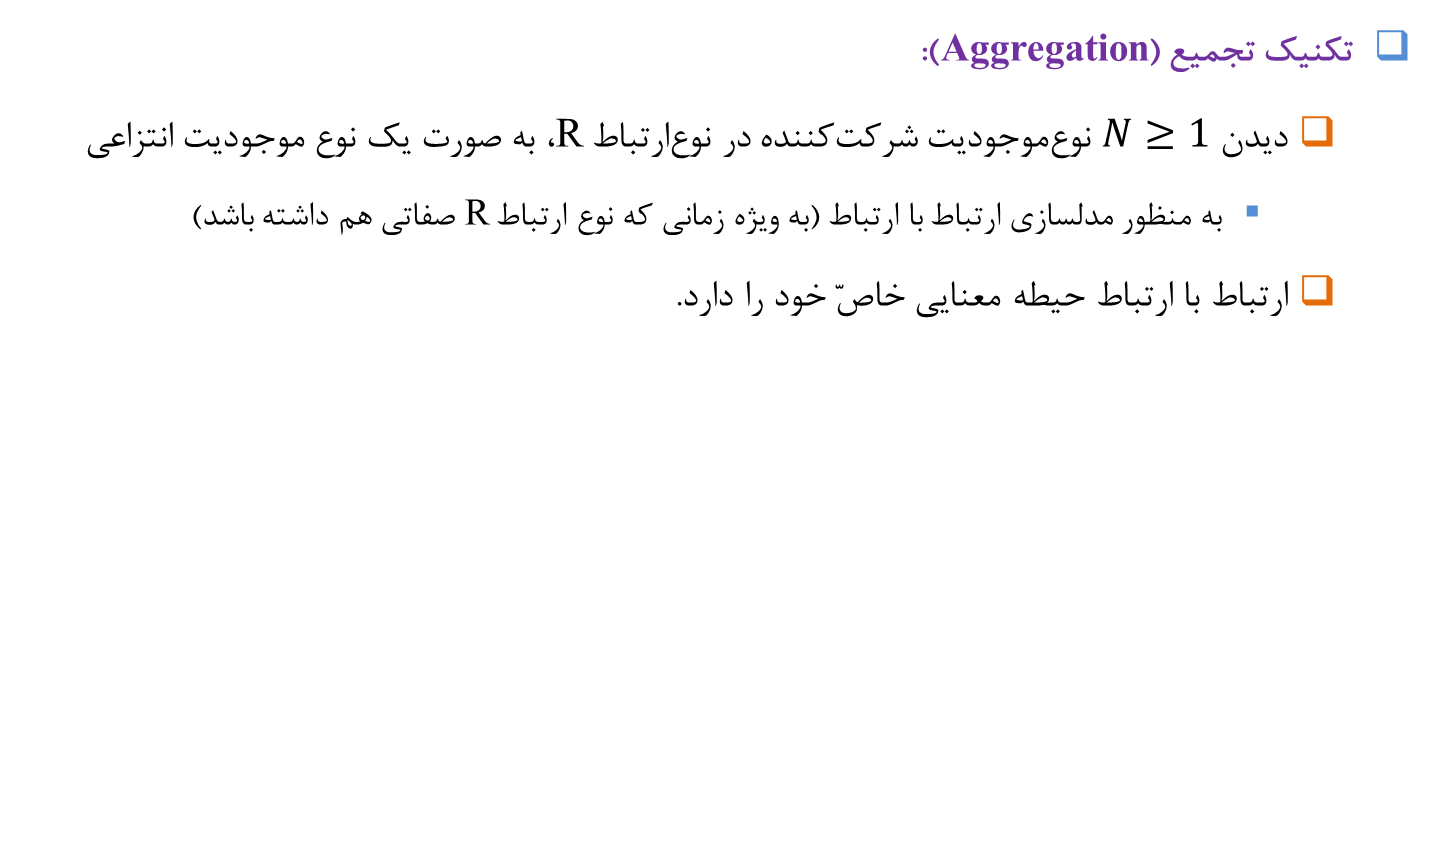 تکنیک تجمیع (Aggregation):
دیدن N ≥ 1 نوع‌موجودیت شرکت‌کننده در نوع‌ارتباط R، به صورت یک نوع موجودیت انتزاعی
به منظور مدلسازی ارتباط با ارتباط (به ویژه زمانی که نوع ارتباط R صفاتی هم داشته باشد)
ارتباط با ارتباط حیطه معنایی خاصّ خود را دارد.